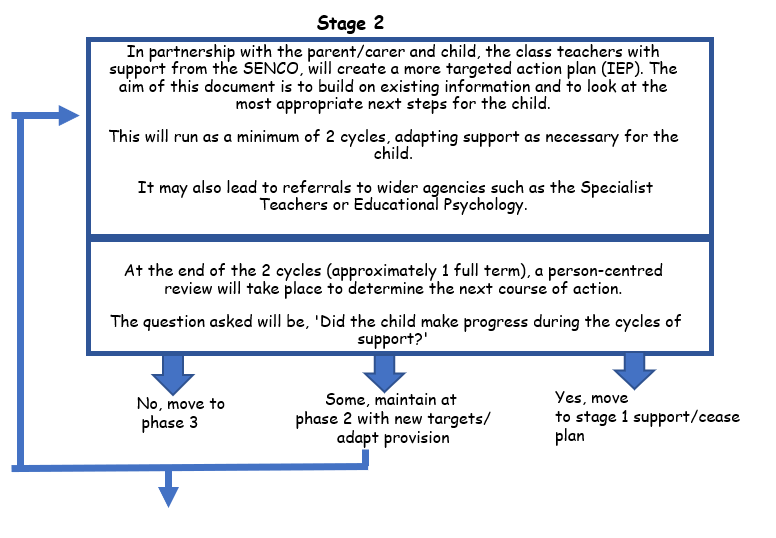 Stage 2
In partnership with the parent/carer and child, the class teachers with
support from the SENCO, will create a more targeted action plan (IEP). The
aim of this document is to build on existing information and to look at the
most appropriate next steps for the child.
This will run as a minimum of 2 cycles, adapting support as necessary for the
child.
It may also lead to referrals to wider agencies such as the Specialist
Teachers or Educational Psychology.
At the end of the 2 cycles (approximately 1 full term), a person-centred
review will take place to determine the next course of action.
The question asked will be, 'Did the child make progress during the cycles of
support?'
No, move to
phase 3
Some, maintain at
phase 2 with new targets/
adapt provision
Yes, move
to stage 1 support/cease
plan